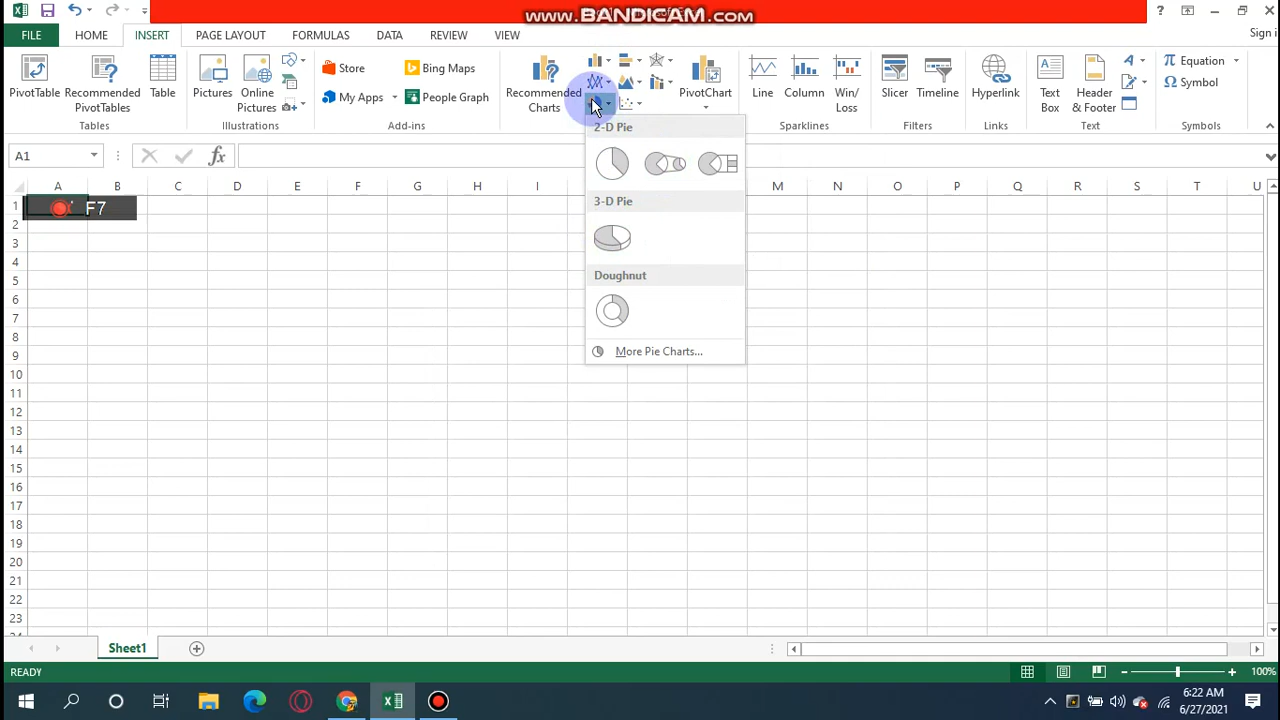 www.BANDICAM.com
?
FILE HOME INSERT PAGE LAYOUT FORMULAS DATA REVIEW VIEW Sign i
PivotTable Recommended PivotTables Table
Tables
Pictures Online Pictures
Illustrations
Store
My Apps
Bing Maps
People Graph
Add-ins
Recommended Charts
PivotChart
Line Column Win/ Loss
Sparklines
Slicer Timeline
Filters
Hyperlink
Links
Text Box Header & Footer
Text
Equation
Symbol
Symbols
A1
fx
2-D Pie
3-D Pie
Doughnut
More Pie Charts...
A B C D E F G H I M N O P Q R S T U
F7
1
2
3
4
5
6
7
8
9
10
11
12
13
14
15
16
17
18
19
20
21
22
23
Sheet1
READY
100%
6:22 AM
6/27/2021